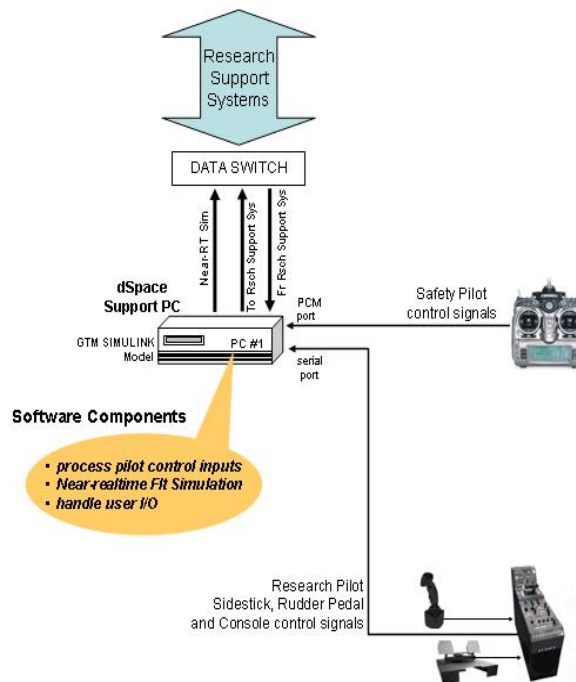 Research
Support
Systems
DATA SWITCH
Near-RT Sim
To Rsch Support Sys
Fr Rsch Support Sys
dSpace
Support PC
PCM
port
Safety Pilot
control signals
GTM SIMULINK
Model
PC #1
serial
port
Software Components
• process pilot control inputs
• Near-realtime Flt Simulation
• handle user I/O
Research Pilot
Sidestick, Rudder Pedal
and Console control signals